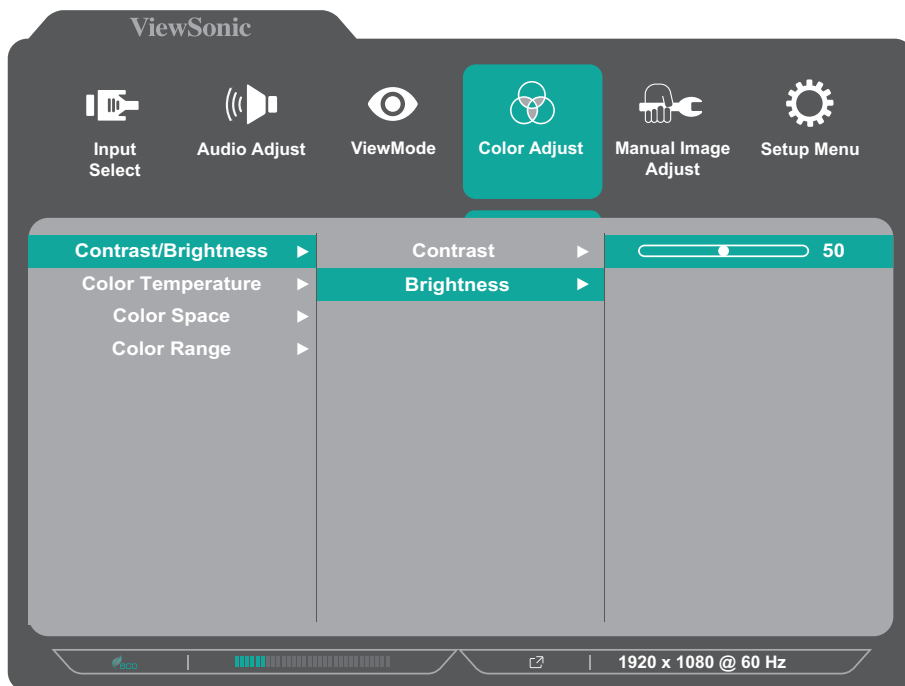 ViewSonic
Input
Select
Audio Adjust
ViewMode
Color Adjust
Manual Image
Adjust
Setup Menu
Contrast/Brightness
Contrast
50
Color Temperature
Brightness
Color Space
Color Range
eco
1920 x 1080 @ 60 Hz